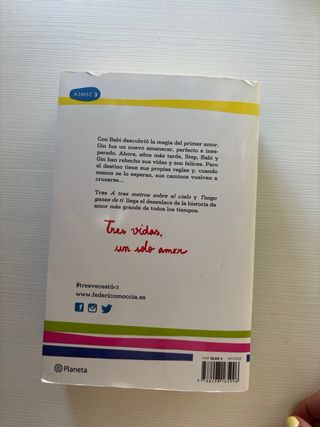 A3MSC 3
Con Babi descubrió la magia del primer amor.
Gin fue un nuevo amanecer, perfecto e ines-
perado. Ahora, años más tarde, Step, Babi y
Gin han rehecho sus vidas y son felices. Pero
el destino tiene sus propias reglas y, cuando
menos se lo esperan, sus caminos vuelven a
cruzarse...
Tras A tres metros sobre el cielo y Tengo
ganas de ti llega el desenlace de la historia de
amor más grande de todos los tiempos.
Tres vidas,
un solo amor
#tresvecestú<3
www.federicomoccia.es
Planeta